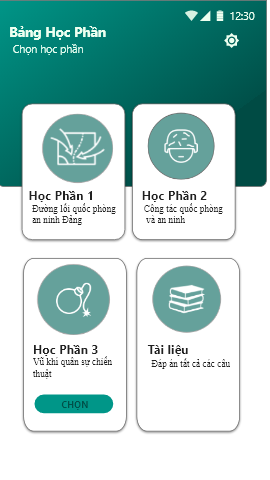 12:30
Bảng Học Phần
Chọn học phần
Học Phần 1
Đường lối quốc phòng
an ninh Đảng
Học Phần 2
Công tác quốc phòng
và an ninh
Học Phần 3
Vũ khí quân sự chiến
thuật
CHỌN
Tài liệu
Đáp án tất cả các câu